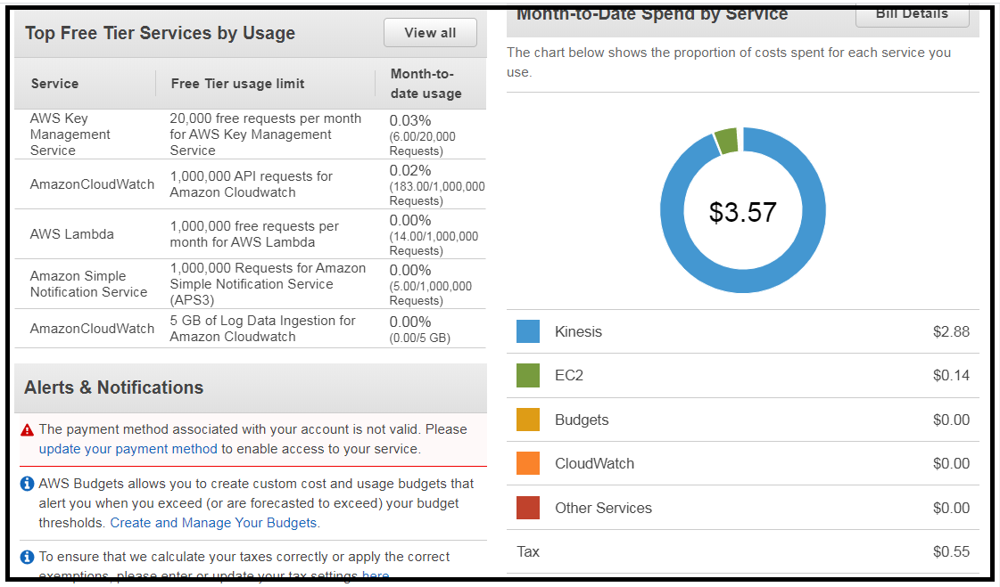 Top Free Tier Services by Usage
View all
Service
Free Tier usage limit
Month-to-
date usage
AWS Key
Management
Service
20,000 free requests per month
for AWS Key Management
Service
0.03%
(6.00/20,000
Requests)
AmazonCloudWatch
1,000,000 API requests for
Amazon Cloudwatch
0.02%
(183.00/1,000,000
Requests)
AWS Lambda
1,000,000 free requests per
month for AWS Lambda
0.00%
(14.00/1,000,000
Requests)
Amazon Simple
Notification Service
1,000,000 Requests for Amazon
Simple Notification Service
(APS3)
0.00%
(5.00/1,000,000
Requests)
AmazonCloudWatch
5 GB of Log Data Ingestion for
Amazon Cloudwatch
0.00%
(0.00/5 GB)
Alerts & Notifications
The payment method associated with your account is not valid. Please
update your payment method to enable access to your service.
AWS Budgets allows you to create custom cost and usage budgets that
alert you when you exceed (or are forecasted to exceed) your budget
thresholds. Create and Manage Your Budgets.
To ensure that we calculate your taxes correctly or apply the correct
exemptions, please enter or update your tax settings here
Month-to-Date Spend by Service
Bill Details
The chart below shows the proportion of costs spent for each service you
use.
$3.57
Kinesis $2.88
EC2 $0.14
Budgets $0.00
CloudWatch $0.00
Other Services $0.00
Tax $0.55